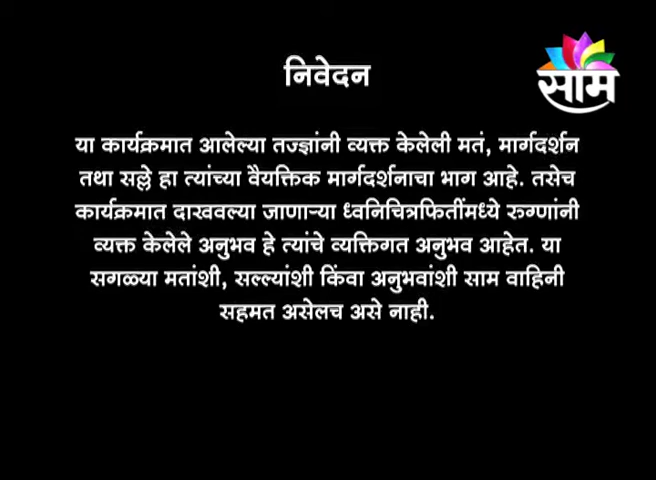 निवेदन
साम
या कार्यक्रमात आलेल्या तज्ज्ञांनी व्यक्त केलेली मतं, मार्गदर्शन
तथा सल्ले हा त्यांच्या वैयक्तिक मार्गदर्शनाचा भाग आहे. तसेच
कार्यक्रमात दाखवल्या जाणाऱ्या ध्वनिचित्रफितींमध्ये रुग्णांनी
व्यक्त केलेले अनुभव हे त्यांचे व्यक्तिगत अनुभव आहेत. या
सगळ्या मतांशी, सल्ल्यांशी किंवा अनुभवांशी साम वाहिनी
सहमत असेलच असे नाही.